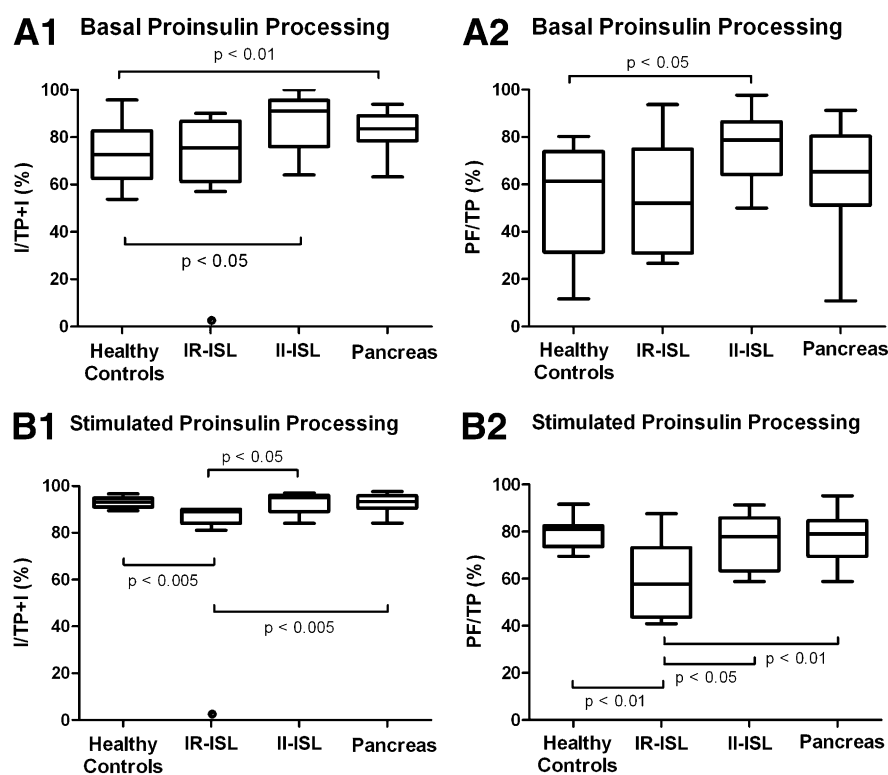 A1 Basal Proinsulin Processing
p < 0.01
100
80
60
40
20
0
I/TP+I (%)
p < 0.05
Healthy Controls
IR-ISL
II-ISL
Pancreas
A2 Basal Proinsulin Processing
p < 0.05
100
80
60
40
20
0
PF/TP (%)
Healthy Controls
IR-ISL
II-ISL
Pancreas
B1 Stimulated Proinsulin Processing
p < 0.05
100
80
60
40
20
0
I/TP+I (%)
p < 0.005
p < 0.005
Healthy Controls
IR-ISL
II-ISL
Pancreas
B2 Stimulated Proinsulin Processing
100
80
60
40
20
0
PF/TP (%)
p < 0.01
p < 0.05
p < 0.01
Healthy Controls
IR-ISL
II-ISL
Pancreas